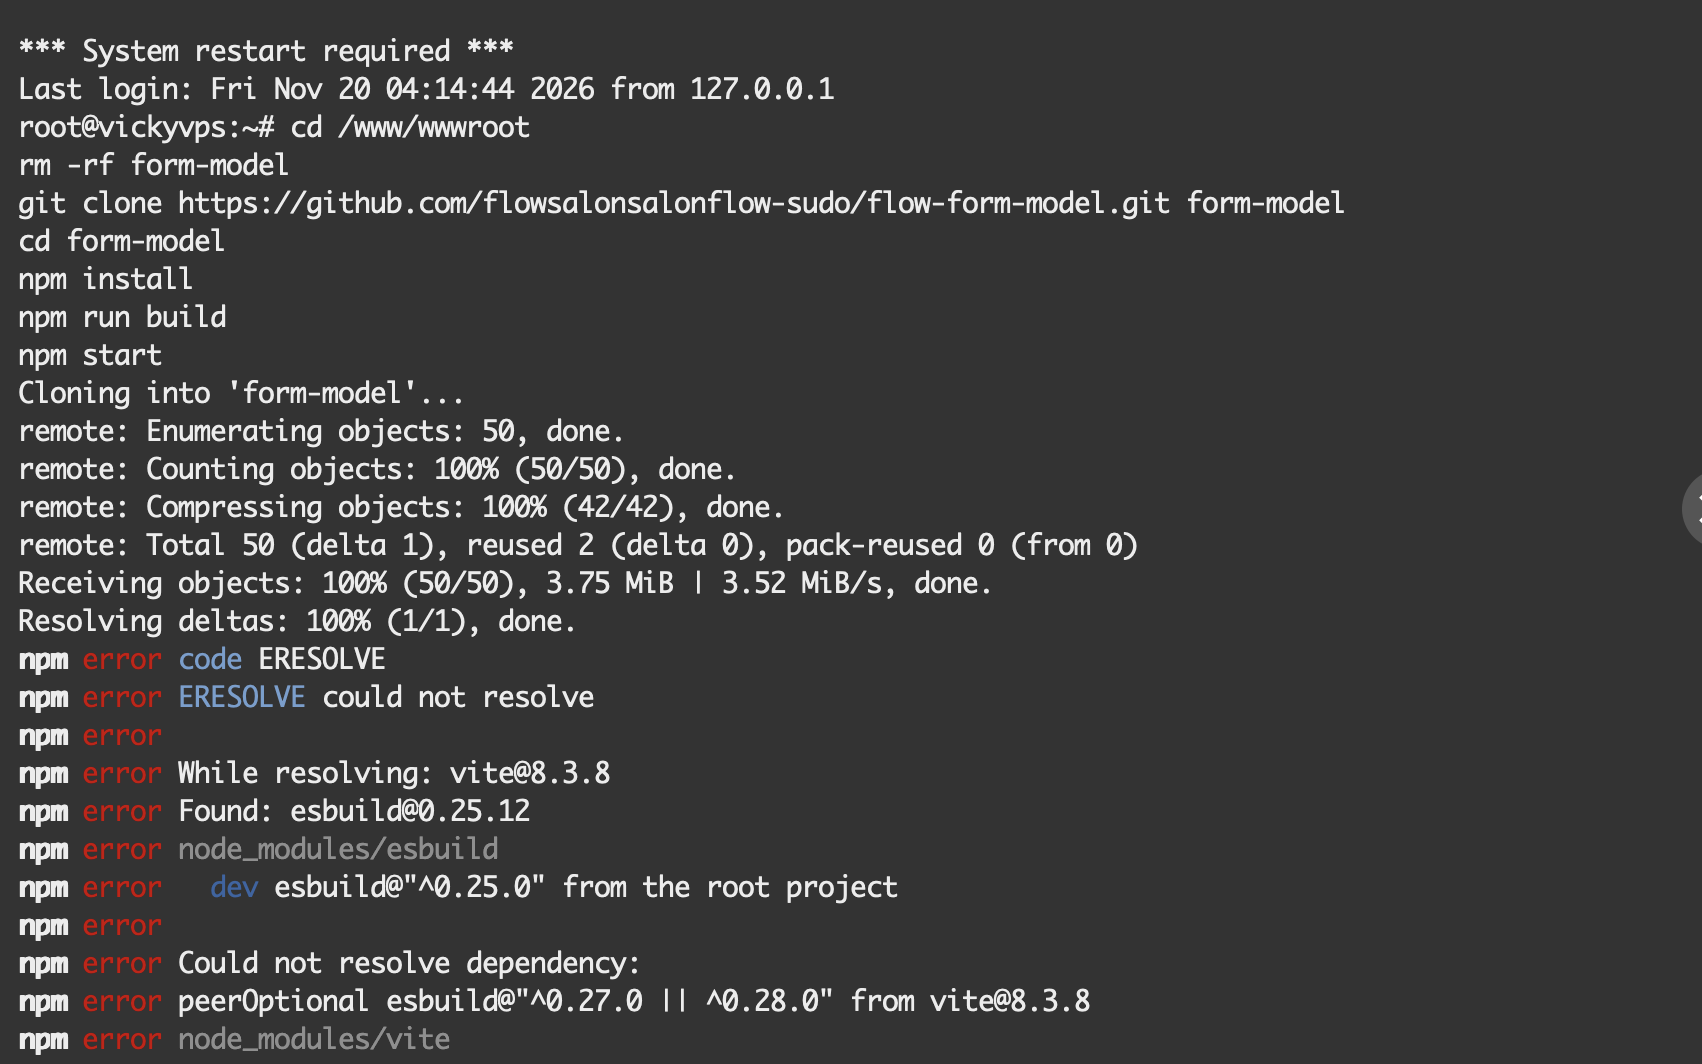 *** System restart required ***
Last login: Fri Nov 20 04:14:44 2026 from 127.0.0.1
root@vickyvps:~# cd /www/wwwroot
rm -rf form-model
git clone https://github.com/flowsalonsalonflow-sudo/flow-form-model.git form-model
cd form-model
npm install
npm run build
npm start
Cloning into 'form-model'...
remote: Enumerating objects: 50, done.
remote: Counting objects: 100% (50/50), done.
remote: Compressing objects: 100% (42/42), done.
remote: Total 50 (delta 1), reused 2 (delta 0), pack-reused 0 (from 0)
Receiving objects: 100% (50/50), 3.75 MiB | 3.52 MiB/s, done.
Resolving deltas: 100% (1/1), done.
npm error code ERESOLVE
npm error ERESOLVE could not resolve
npm error
npm error While resolving: vite@8.3.8
npm error Found: esbuild@0.25.12
npm error node_modules/esbuild
npm error   dev esbuild@"^0.25.0" from the root project
npm error
npm error Could not resolve dependency:
npm error peerOptional esbuild@"^0.27.0 || ^0.28.0" from vite@8.3.8
npm error node_modules/vite